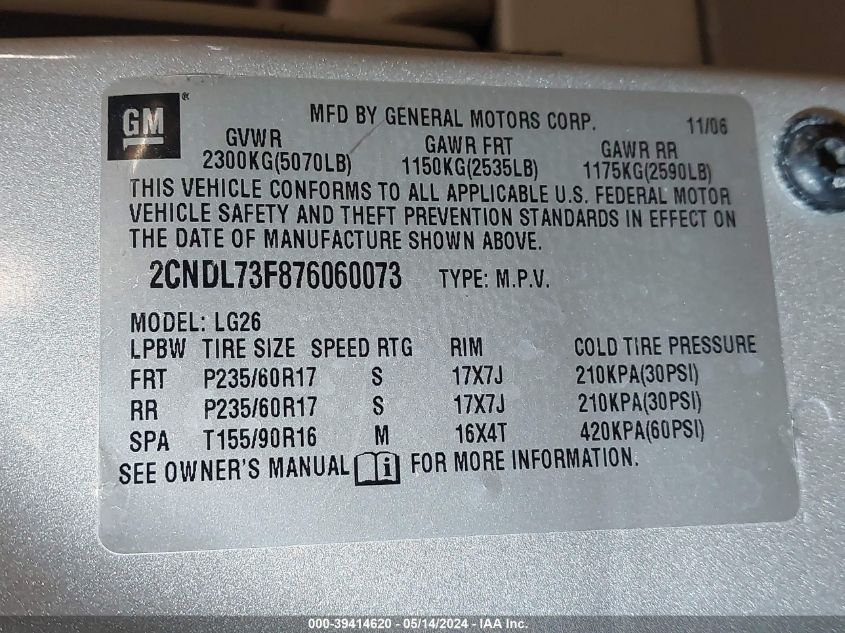 GM®
MFD BY GENERAL MOTORS CORP. 11/06
GVWR GAWR FRT GAWR RR
2300KG(5070LB) 1150KG(2535LB) 1175KG(2590LB)
THIS VEHICLE CONFORMS TO ALL APPLICABLE U.S. FEDERAL MOTOR
VEHICLE SAFETY AND THEFT PREVENTION STANDARDS IN EFFECT ON
THE DATE OF MANUFACTURE SHOWN ABOVE.
2CNDL73F876060073 TYPE: M.P.V.
MODEL: LG26
LPBW TIRE SIZE SPEED RTG RIM COLD TIRE PRESSURE
FRT P235/60R17 S 17X7J 210KPA(30PSI)
RR P235/60R17 S 17X7J 210KPA(30PSI)
SPA T155/90R16 M 16X4T 420KPA(60PSI)
SEE OWNER'S MANUAL i FOR MORE INFORMATION.
000-39414620 - 05/14/2024 - IAA Inc.